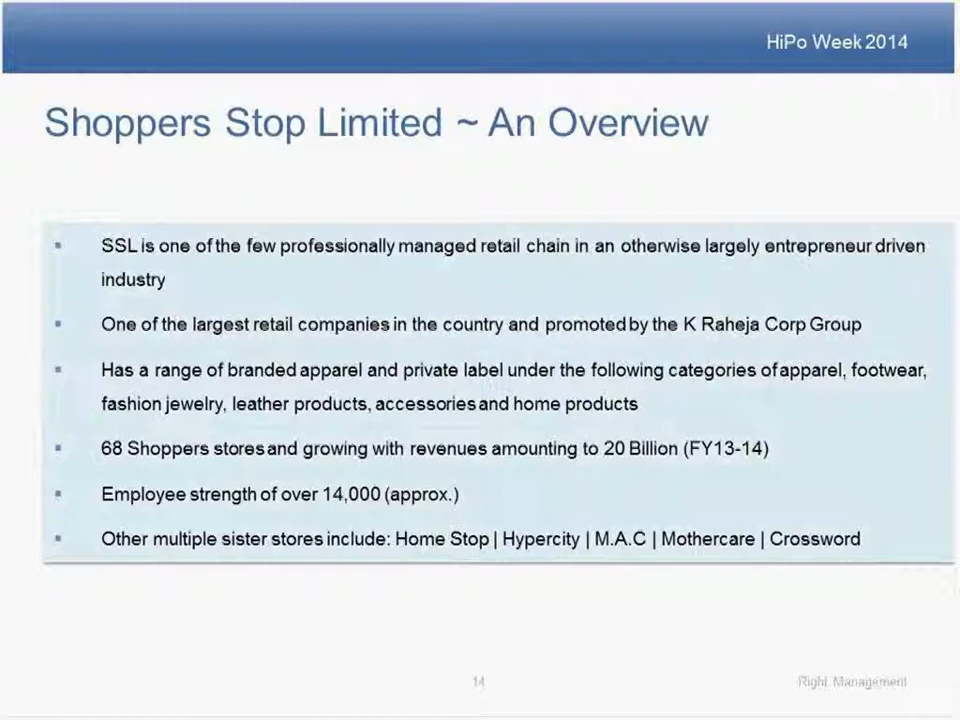 HiPo Week 2014
Shoppers Stop Limited ~ An Overview
SSL is one of the few professionally managed retail chain in an otherwise largely entrepreneur driven
industry
One of the largest retail companies in the country and promoted by the K Raheja Corp Group
Has a range of branded apparel and private label under the following categories of apparel, footwear,
fashion jewelry, leather products, accessories and home products
68 Shoppers stores and growing with revenues amounting to 20 Billion (FY13-14)
Employee strength of over 14,000 (approx.)
Other multiple sister stores include: Home Stop | Hypercity | M.A.C | Mothercare | Crossword
14
Right Management